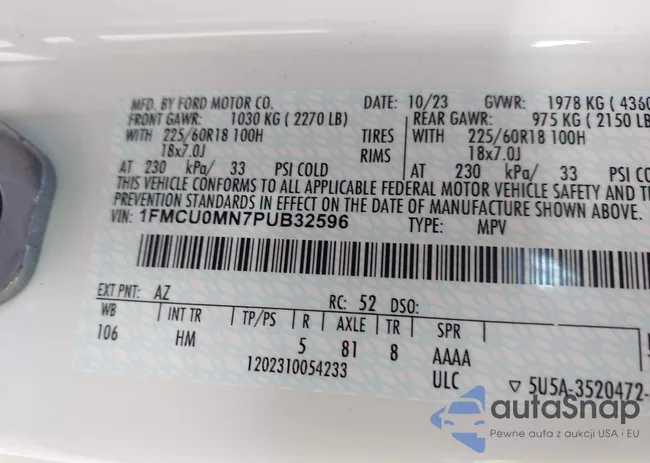 MFD. BY FORD MOTOR CO. DATE: 10/23 GVWR: 1978 KG ( 4360
FRONT GAWR: 1030 KG ( 2270 LB) REAR GAWR: 975 KG ( 2150 LB
WITH 225/60R18 100H TIRES WITH 225/60R18 100H
18x7.0J RIMS 18x7.0J
AT 230 kPa/ 33 PSI COLD AT 230 kPa/ 33 PSI COLD
THIS VEHICLE CONFORMS TO ALL APPLICABLE FEDERAL MOTOR VEHICLE SAFETY AND T
PREVENTION STANDARDS IN EFFECT ON THE DATE OF MANUFACTURE SHOWN ABOVE.
VIN: 1FMCU0MN7PUB32596 TYPE: MPV
EXT PNT: AZ RC: 52 DSO:
WB INT TR TP/PS R AXLE TR SPR
106 HM 5 81 8 AAAA
1202310054233 ULC
▽ 5U5A-3520472-
autoSnap
Pewne auta z aukcji USA i EU